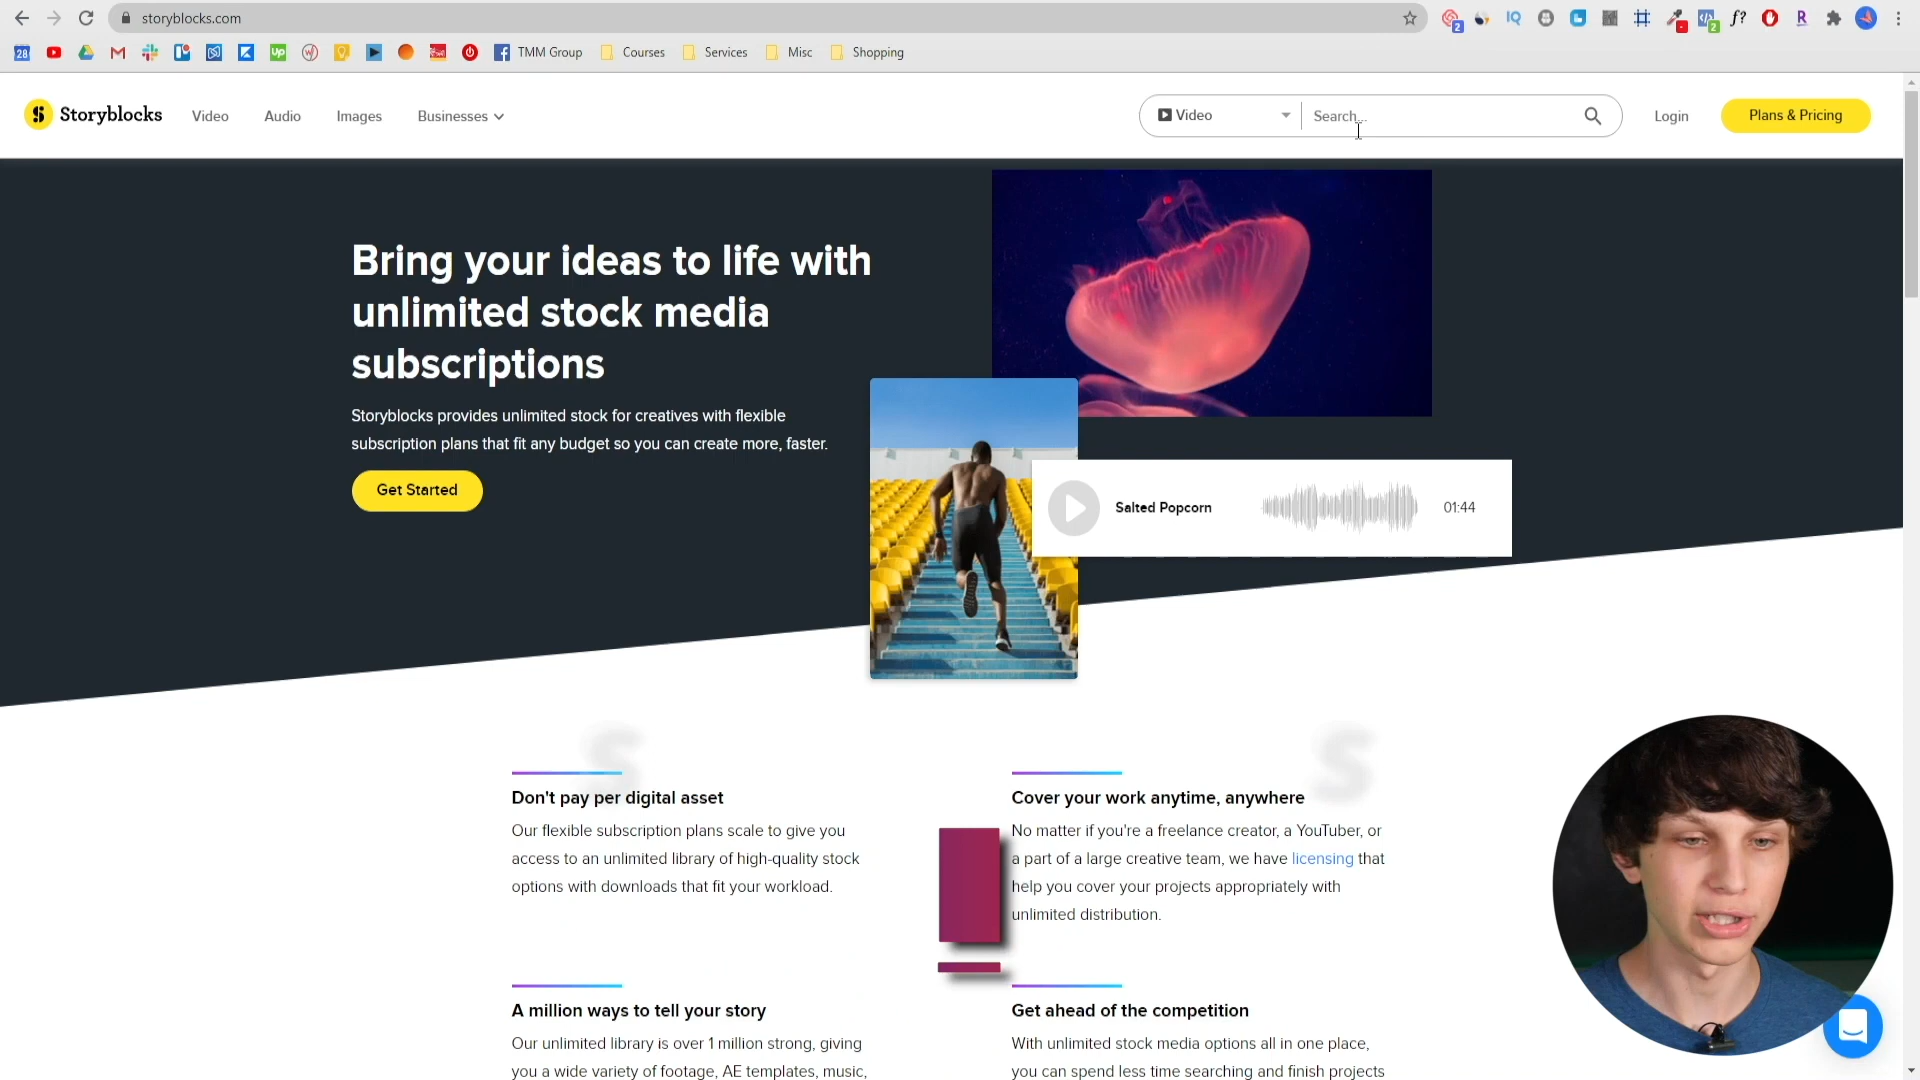 storyblocks.com
TMM Group
Courses
Services
Misc
Shopping
Storyblocks
Video
Audio
Images
Businesses
Video
Search...
Login
Plans & Pricing
Bring your ideas to life with
unlimited stock media
subscriptions
Storyblocks provides unlimited stock for creatives with flexible
subscription plans that fit any budget so you can create more, faster.
Get Started
Salted Popcorn
01:44
S
S
Don't pay per digital asset
Our flexible subscription plans scale to give you
access to an unlimited library of high-quality stock
options with downloads that fit your workload.
Cover your work anytime, anywhere
No matter if you're a freelance creator, a YouTuber, or
a part of a large creative team, we have licensing that
help you cover your projects appropriately with
unlimited distribution.
A million ways to tell your story
Our unlimited library is over 1 million strong, giving
you a wide variety of footage, AE templates, music,
Get ahead of the competition
With unlimited stock media options all in one place,
you can spend less time searching and finish projects